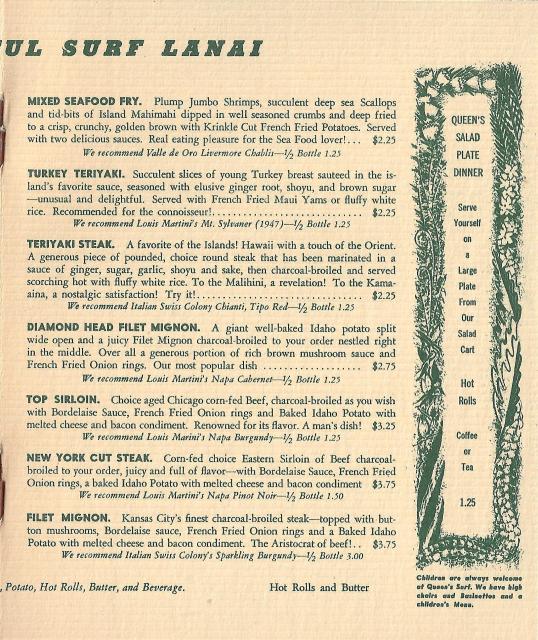 UL SURF LANAI
MIXED SEAFOOD FRY. Plump Jumbo Shrimps, succulent deep sea Scallops
and tid-bits of Island Mahimahi dipped in well seasoned crumbs and deep fried
to a crisp, crunchy, golden brown with Krinkle Cut French Fried Potatoes. Served
with two delicious sauces. Real eating pleasure for the Sea Food lover!... $2.25
We recommend Valle de Oro Livermore Chablis—½ Bottle 1.25
TURKEY TERIYAKI. Succulent slices of young Turkey breast sauteed in the is-
land's favorite sauce, seasoned with elusive ginger root, shoyu, and brown sugar
—unusual and delightful. Served with French Fried Maui Yams or fluffy white
rice. Recommended for the connoisseur!............................... $2.25
We recommend Louis Martini's Mt. Sylvaner (1947)—½ Bottle 1.25
TERIYAKI STEAK. A favorite of the Islands! Hawaii with a touch of the Orient.
A generous piece of pounded, choice round steak that has been marinated in a
sauce of ginger, sugar, garlic, shoyu and sake, then charcoal-broiled and served
scorching hot with fluffy white rice. To the Malihini, a revelation! To the Kama-
aina, a nostalgic satisfaction! Try it!.................................. $2.25
We recommend Italian Swiss Colony Chianti, Tipo Red—½ Bottle 1.25
DIAMOND HEAD FILET MIGNON. A giant well-baked Idaho potato split
wide open and a juicy Filet Mignon charcoal-broiled to your order nestled right
in the middle. Over all a generous portion of rich brown mushroom sauce and
French Fried Onion rings. Our most popular dish .................... $2.75
We recommend Louis Martini's Napa Cabernet—½ Bottle 1.25
TOP SIRLOIN. Choice aged Chicago corn-fed Beef, charcoal-broiled as you wish
with Bordelaise Sauce, French Fried Onion rings and Baked Idaho Potato with
melted cheese and bacon condiment. Renowned for its flavor. A man's dish! $3.25
We recommend Louis Marini's Napa Burgundy—½ Bottle 1.25
NEW YORK CUT STEAK. Corn-fed choice Eastern Sirloin of Beef charcoal-
broiled to your order, juicy and full of flavor—with Bordelaise Sauce, French Fried
Onion rings, a baked Idaho Potato with melted cheese and bacon condiment $3.75
We recommend Louis Martini's Napa Pinot Noir—½ Bottle 1.50
FILET MIGNON. Kansas City's finest charcoal-broiled steak—topped with but-
ton mushrooms, Bordelaise sauce, French Fried Onion rings and a Baked Idaho
Potato with melted cheese and bacon condiment. The Aristocrat of beef!.. $3.75
We recommend Italian Swiss Colony's Sparkling Burgundy—½ Bottle 3.00
, Potato, Hot Rolls, Butter, and Beverage.
Hot Rolls and Butter
QUEEN'S
SALAD
PLATE
DINNER
Serve
Yourself
on
a
Large
Plate
From
Our
Salad
Cart
Hot
Rolls
Coffee
or
Tea
1.25
Children are always welcome
at Queen's Surf. We have high
chairs and Bassinettes and a
children's Menu.